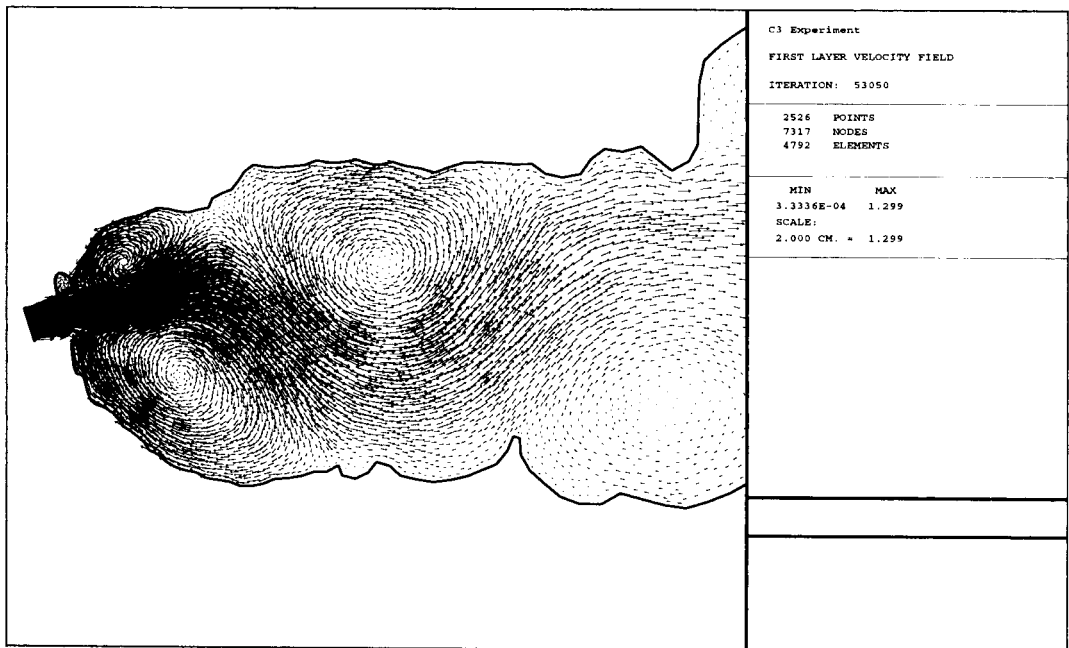 C3 Experiment
FIRST LAYER VELOCITY FIELD
ITERATION: 53050
2526 POINTS
7317 NODES
4792 ELEMENTS
MIN MAX
3.3336E-04 1.299
SCALE:
2.000 CM. = 1.299